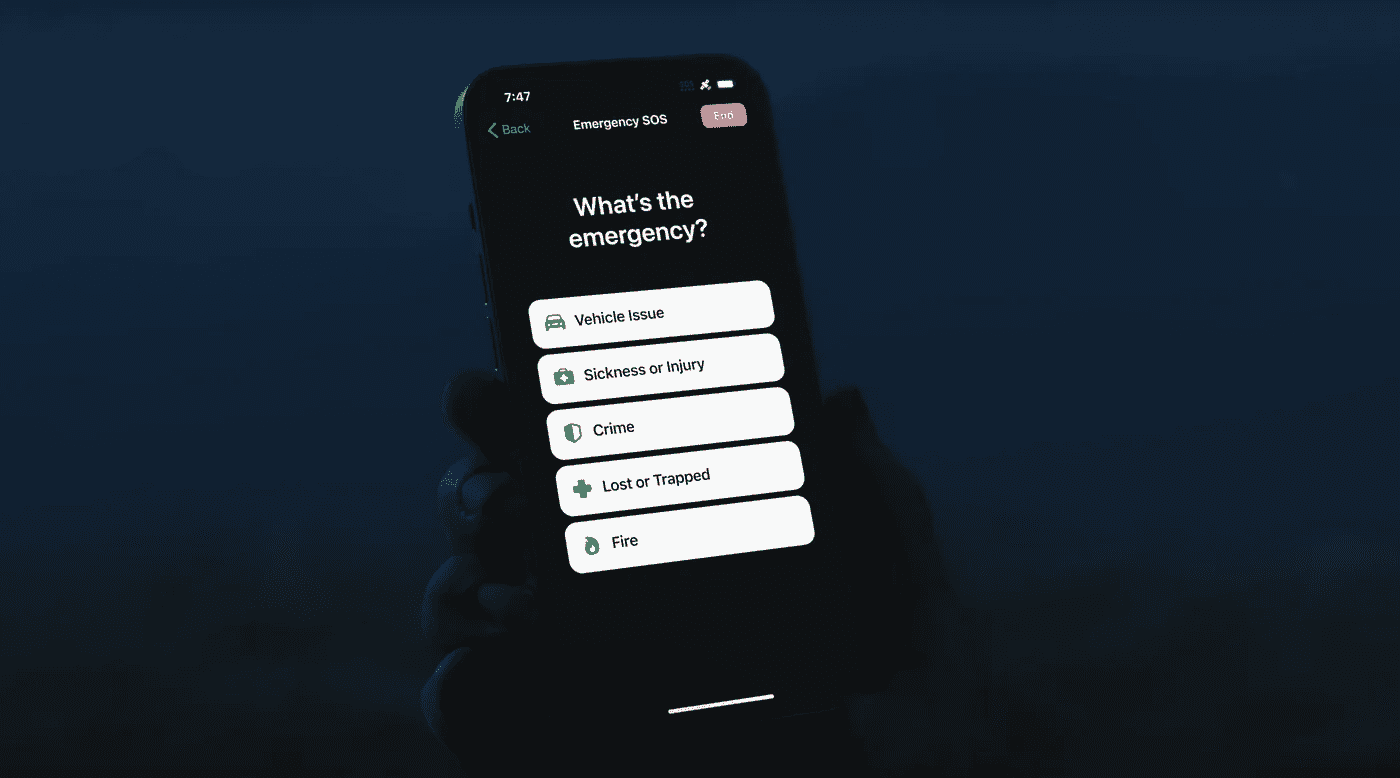 7:47
Back
Emergency SOS
End
What's the
emergency?
Vehicle Issue
Sickness or Injury
Crime
Lost or Trapped
Fire